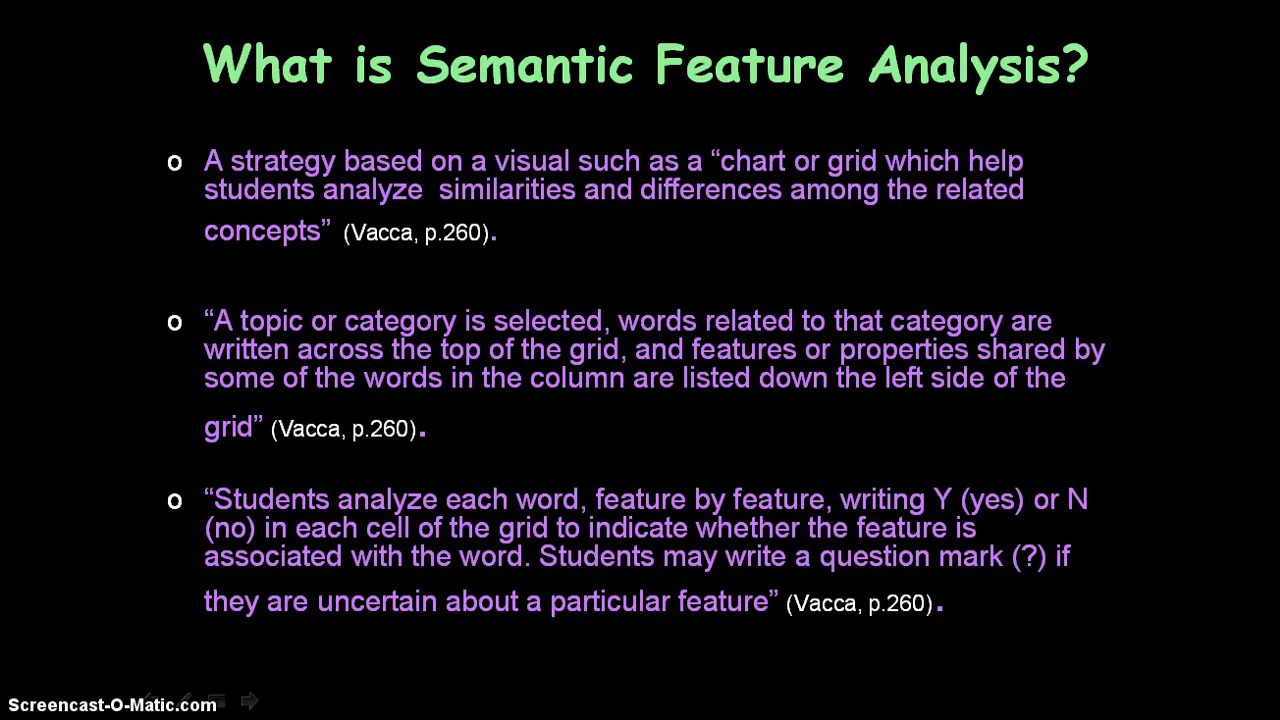 What is Semantic Feature Analysis?
o A strategy based on a visual such as a “chart or grid which help
students analyze  similarities and differences among the related
concepts” (Vacca, p.260).
o “A topic or category is selected, words related to that category are
written across the top of the grid, and features or properties shared by
some of the words in the column are listed down the left side of the
grid” (Vacca, p.260).
o “Students analyze each word, feature by feature, writing Y (yes) or N
(no) in each cell of the grid to indicate whether the feature is
associated with the word. Students may write a question mark (?) if
they are uncertain about a particular feature” (Vacca, p.260).
Screencast-O-Matic.com